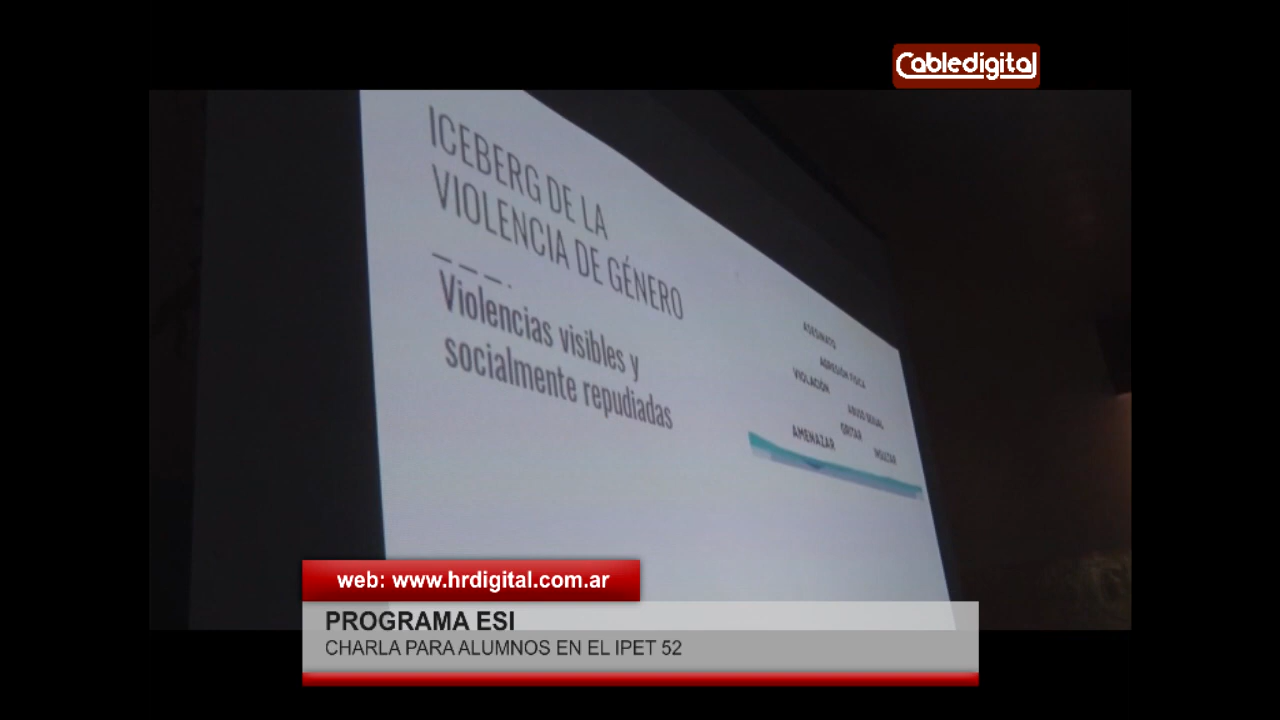 Cabledigital
ICEBERG DE LA
VIOLENCIA DE GÉNERO
Violencias visibles y
socialmente repudiadas
ASESINATO
AGRESIÓN FÍSICA
VIOLACIÓN
ABUSO SEXUAL
GRITAR
AMENAZAR
INSULTAR
web: www.hrdigital.com.ar
PROGRAMA ESI
CHARLA PARA ALUMNOS EN EL IPET 52